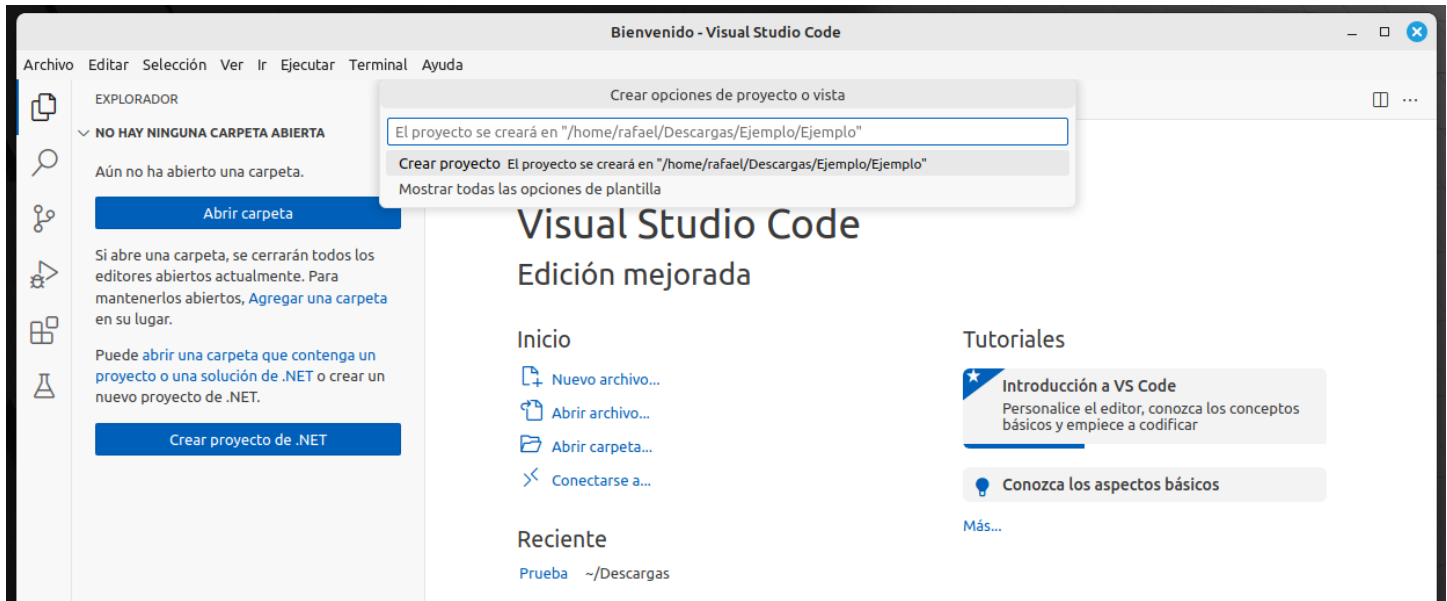 Bienvenido - Visual Studio Code
Archivo Editar Selección Ver Ir Ejecutar Terminal Ayuda
Crear opciones de proyecto o vista
El proyecto se creará en "/home/rafael/Descargas/Ejemplo/Ejemplo"
Crear proyecto El proyecto se creará en "/home/rafael/Descargas/Ejemplo/Ejemplo"
Mostrar todas las opciones de plantilla
EXPLORADOR
NO HAY NINGUNA CARPETA ABIERTA
Aún no ha abierto una carpeta.
Abrir carpeta
Si abre una carpeta, se cerrarán todos los
editores abiertos actualmente. Para
mantenerlos abiertos, Agregar una carpeta
en su lugar.
Puede abrir una carpeta que contenga un
proyecto o una solución de .NET o crear un
nuevo proyecto de .NET.
Crear proyecto de .NET
Visual Studio Code
Edición mejorada
Inicio
Nuevo archivo...
Abrir archivo...
Abrir carpeta...
Conectarse a...
Reciente
Prueba ~/Descargas
Tutoriales
Introducción a VS Code
Personalice el editor, conozca los conceptos
básicos y empiece a codificar
Conozca los aspectos básicos
Más...